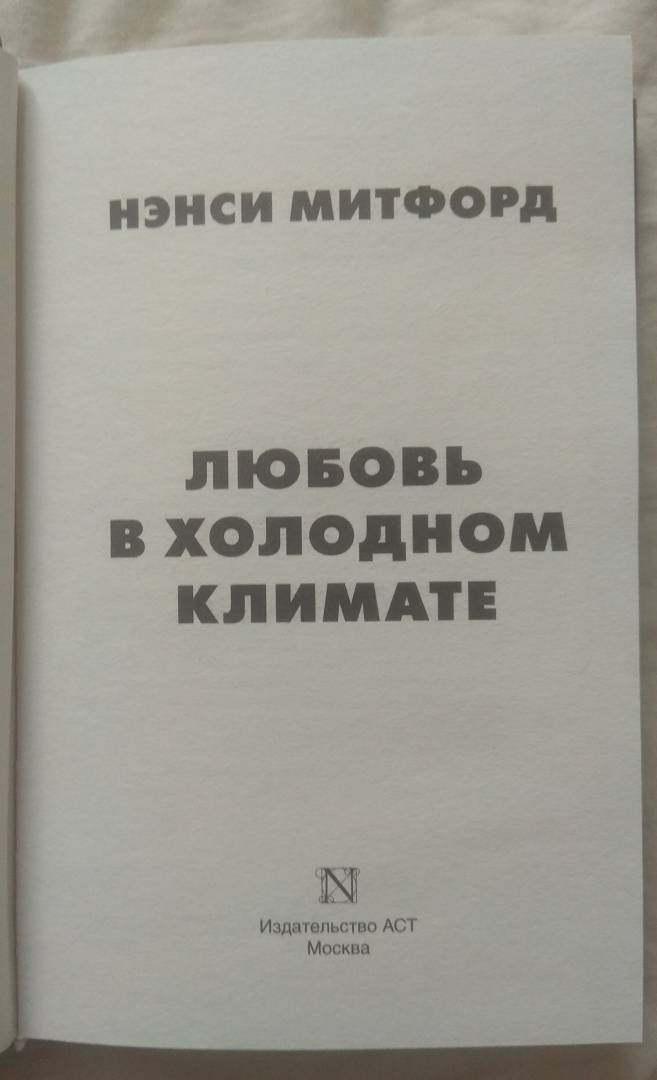 НЭНСИ МИТФОРД
ЛЮБОВЬ
В ХОЛОДНОМ
КЛИМАТЕ
N
Издательство АСТ
Москва